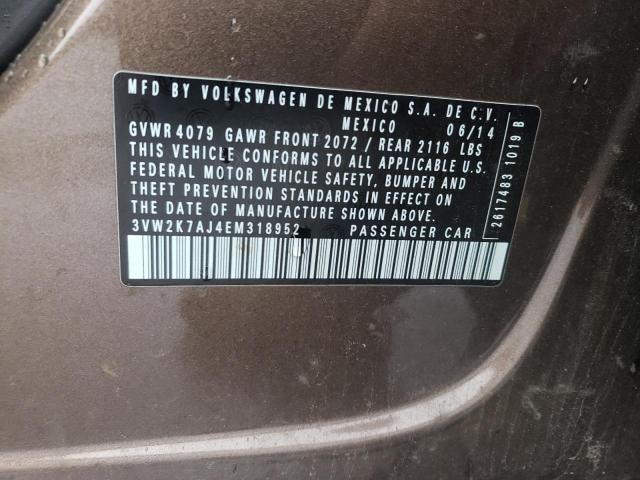 MFD BY VOLKSWAGEN DE MEXICO S.A. DE C.V.
MEXICO 06/14
GVWR 4079 GAWR FRONT 2072 / REAR 2116 LBS
THIS VEHICLE CONFORMS TO ALL APPLICABLE U.S.
FEDERAL MOTOR VEHICLE SAFETY, BUMPER AND
THEFT PREVENTION STANDARDS IN EFFECT ON
THE DATE OF MANUFACTURE SHOWN ABOVE.
3VW2K7AJ4EM318952 PASSENGER CAR
2617483 1019 B